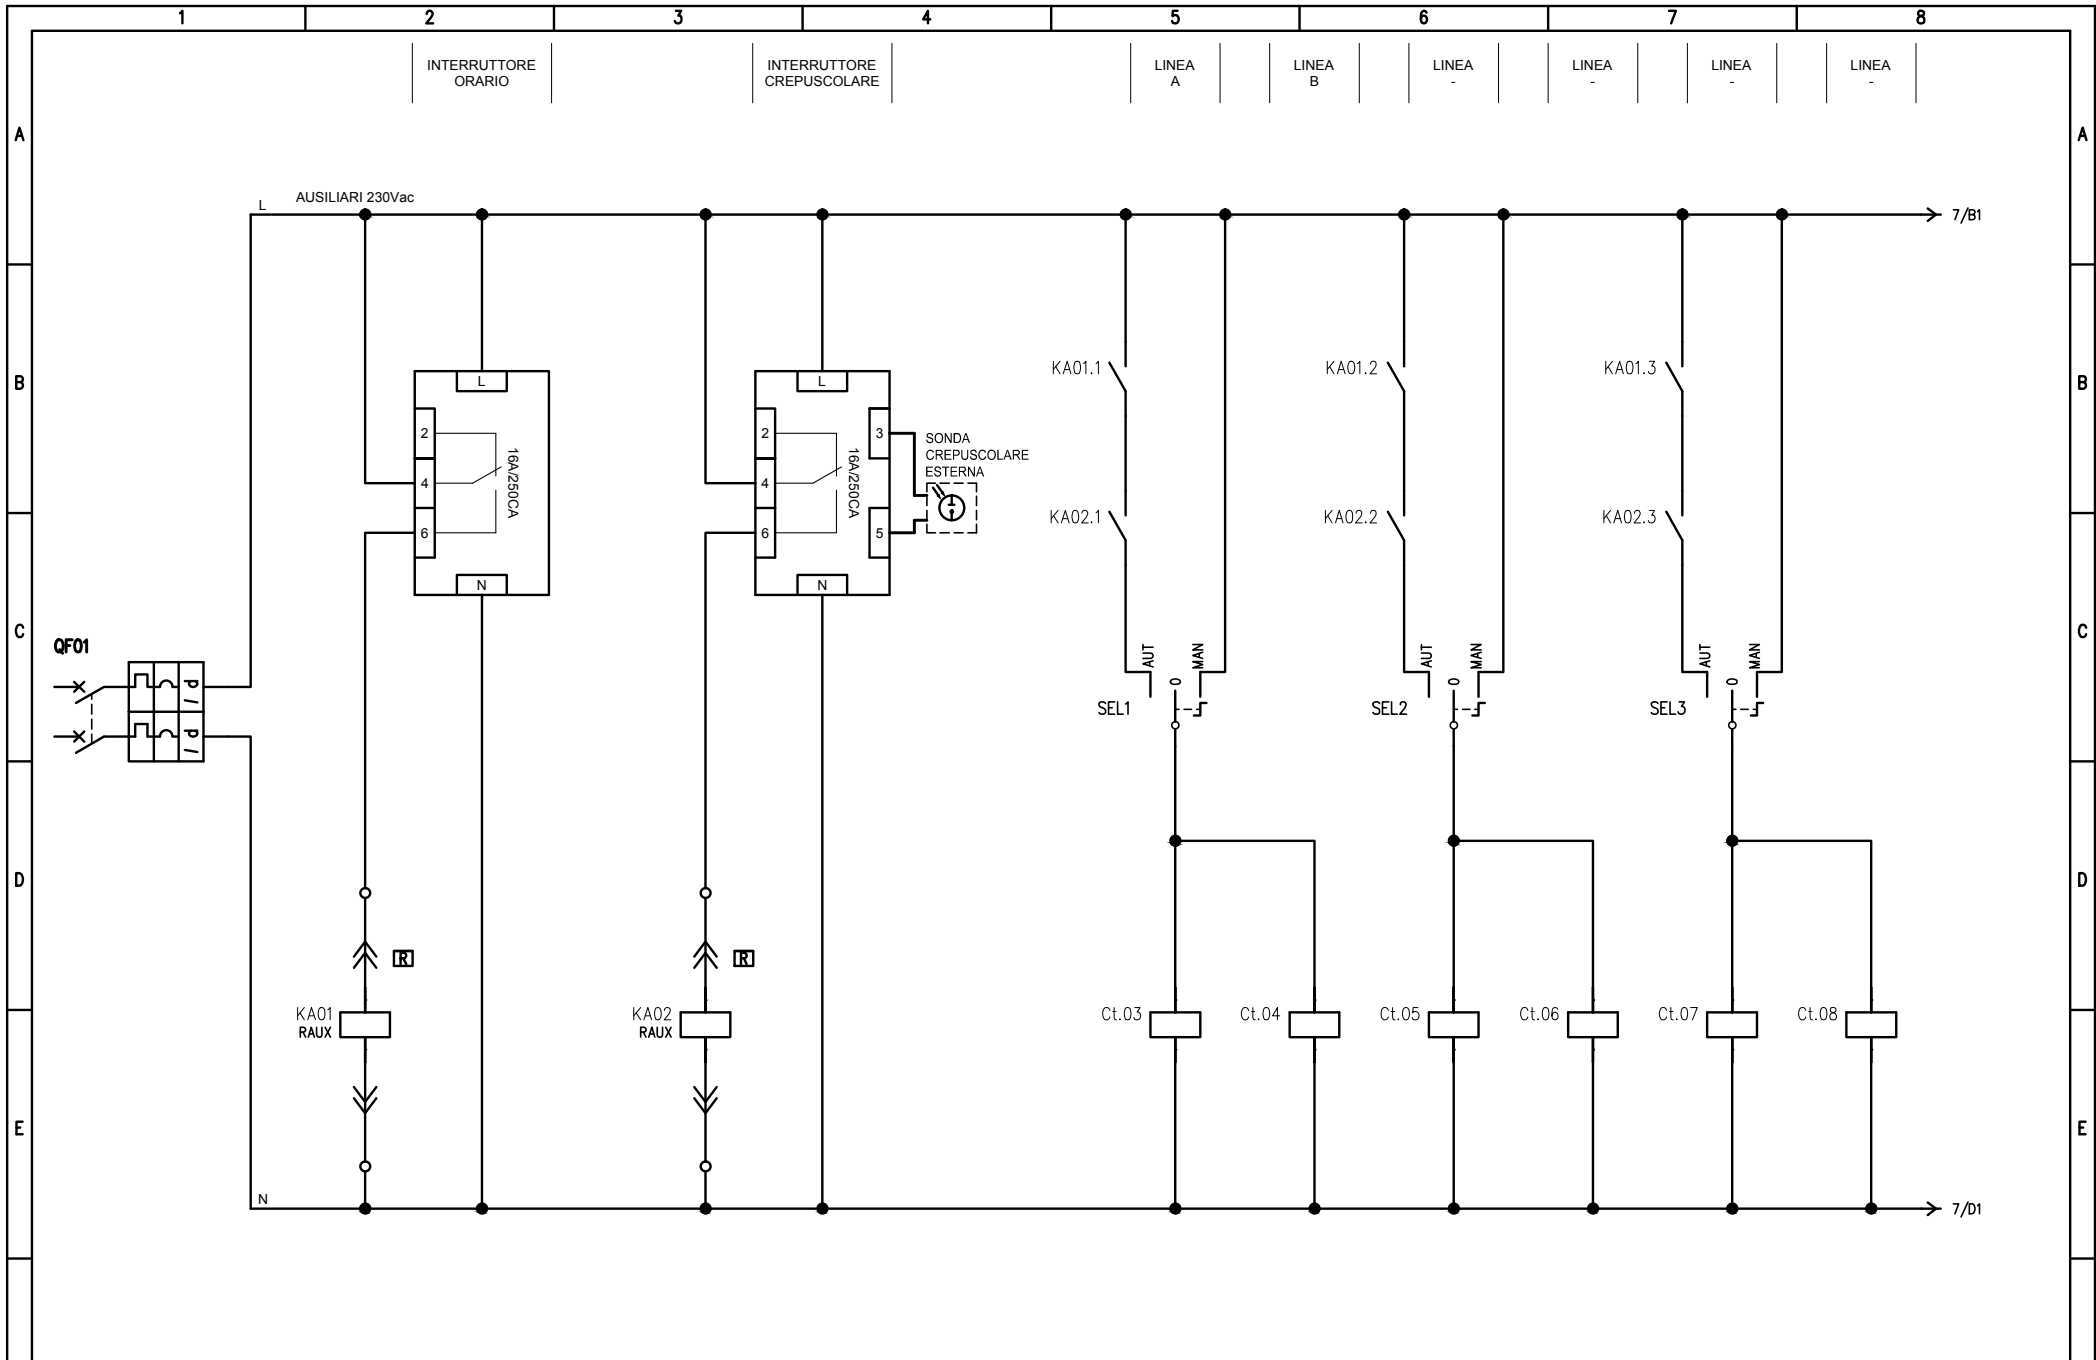 1 2 3 4 5 6 7 8
INTERRUTTORE
ORARIO
INTERRUTTORE
CREPUSCOLARE
LINEA
A
LINEA
B
LINEA
-
LINEA
-
LINEA
-
LINEA
-
A A
L AUSILIARI 230Vac 7/B1
B B
L L
KA01.1 KA01.2 KA01.3
2 2 3
4 4
6 6 5
16A/250CA 16A/250CA
SONDA
CREPUSCOLARE
ESTERNA
KA02.1 KA02.2 KA02.3
N N
C C
QF01
AUT 0 MAN AUT 0 MAN AUT 0 MAN
SEL1 SEL2 SEL3
I d
I d
D D
R R
KA01
RAUX
KA02
RAUX
Ct.03 Ct.04 Ct.05 Ct.06 Ct.07 Ct.08
E E
N 7/D1